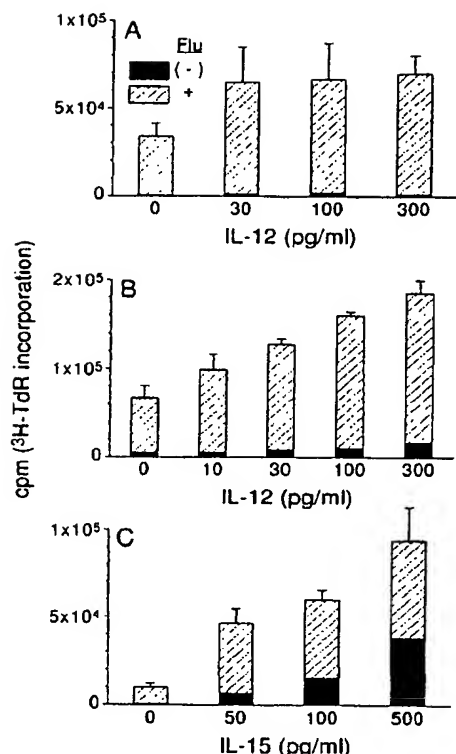 A
Flu
(-)
+
1x10⁵
5x10⁴
0
0 30 100 300
IL-12 (pg/ml)
B
2x10⁵
1x10⁵
0
0 10 30 100 300
IL-12 (pg/ml)
cpm (³H-TdR incorporation)
C
1x10⁵
5x10⁴
0
0 50 100 500
IL-15 (pg/ml)